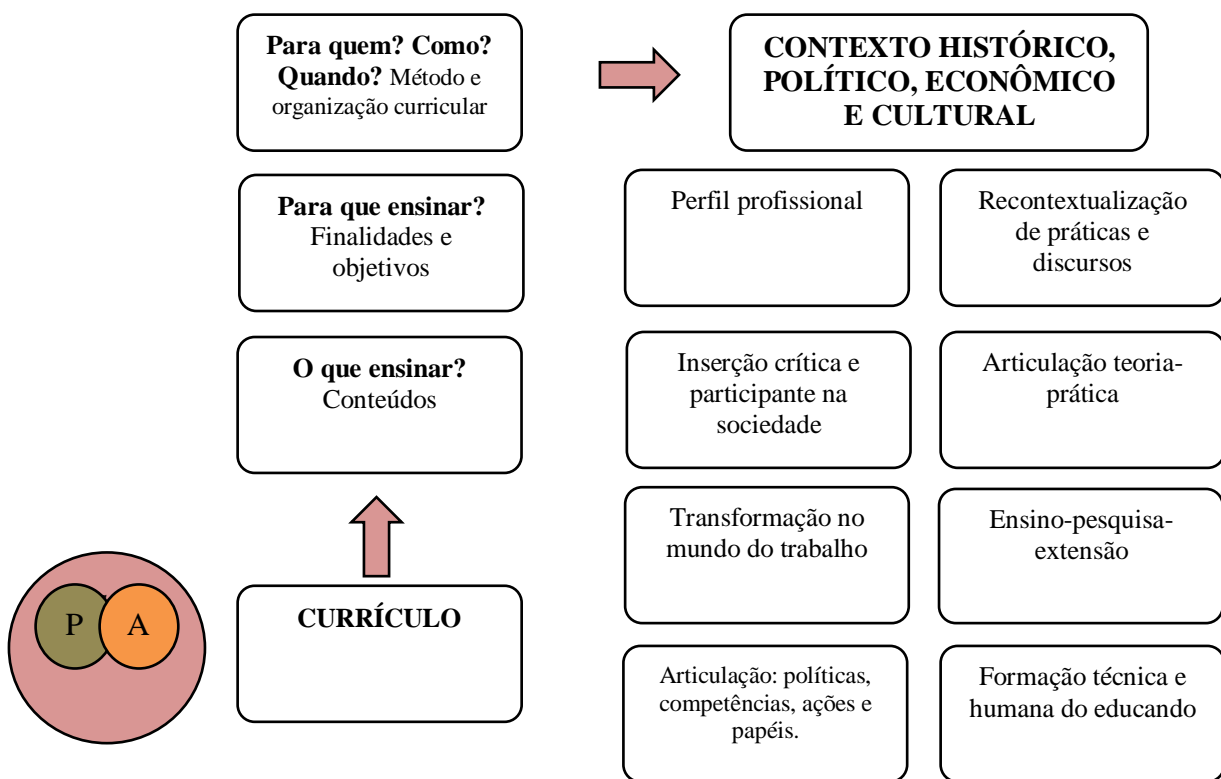 Para quem? Como?
Quando? Método e
organização curricular
CONTEXTO HISTÓRICO,
POLÍTICO, ECONÔMICO
E CULTURAL
Para que ensinar?
Finalidades e
objetivos
Perfil profissional
Recontextualização
de práticas e
discursos
O que ensinar?
Conteúdos
Inserção crítica e
participante na
sociedade
Articulação teoria-
prática
Transformação no
mundo do trabalho
Ensino-pesquisa-
extensão
P
A
CURRÍCULO
Articulação: políticas,
competências, ações e
papéis.
Formação técnica e
humana do educando